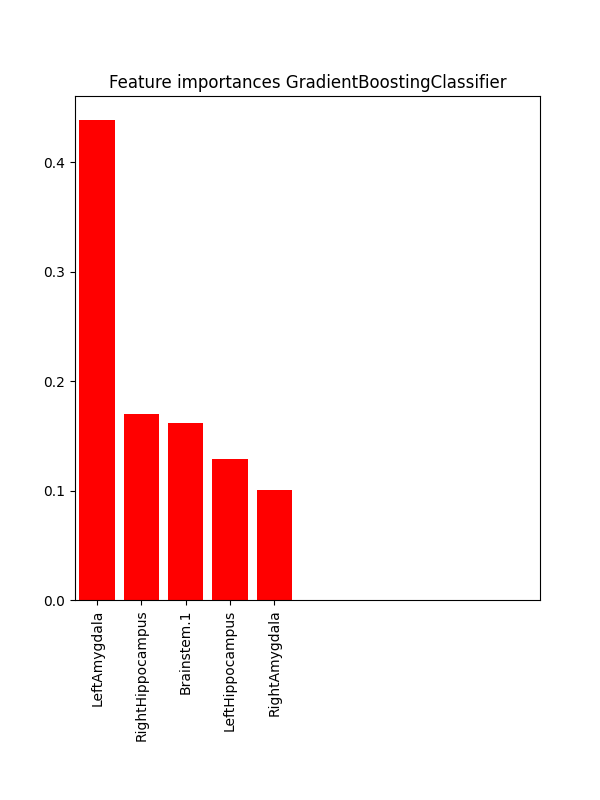 Feature importances GradientBoostingClassifier
0.4
0.3
0.2
0.1
0.0
LeftAmygdala
RightHippocampus
Brainstem.1
LeftHippocampus
RightAmygdala